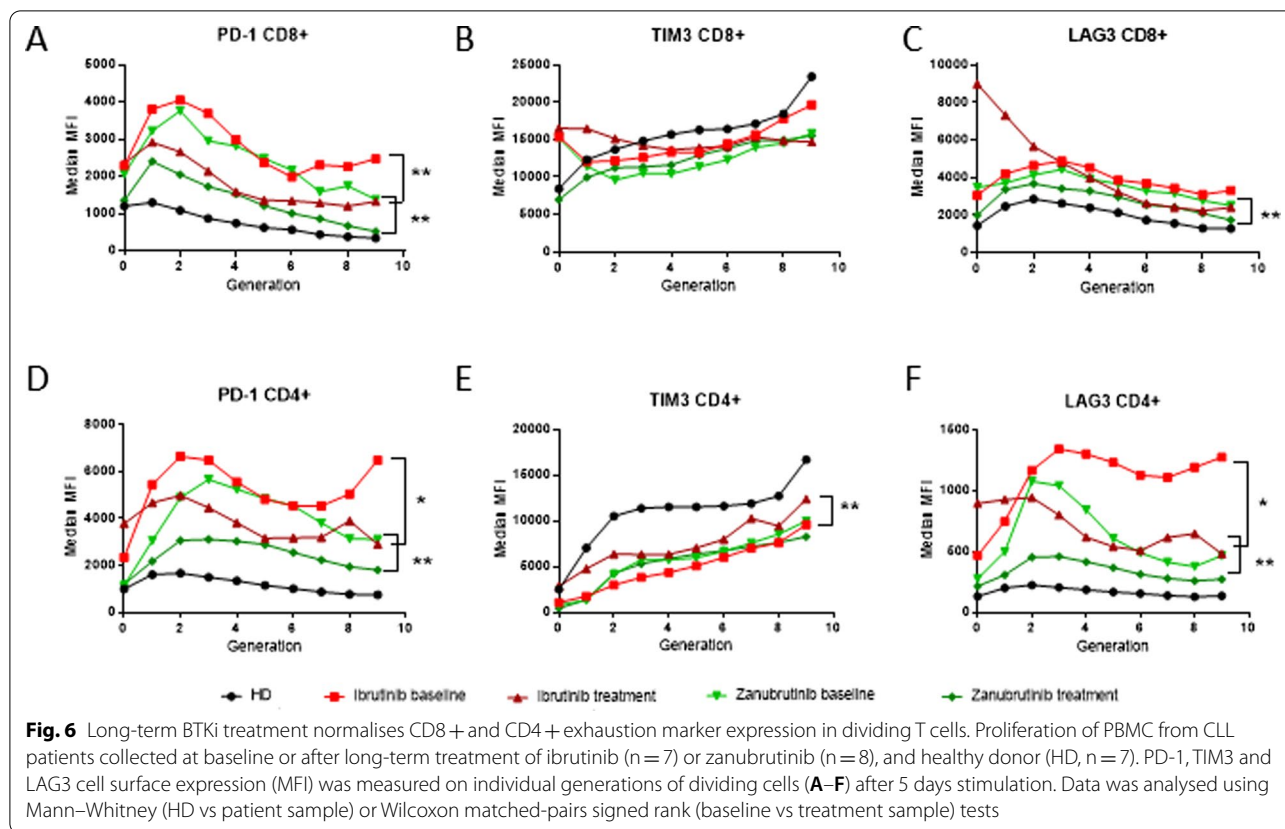 A
PD-1 CD8+
Median MFI
5000
4000
3000
2000
1000
0
0 2 4 6 8 10
Generation
**
**
B
TIM3 CD8+
Median MFI
25000
20000
15000
10000
5000
0
0 2 4 6 8 10
Generation
C
LAG3 CD8+
Median MFI
10000
8000
6000
4000
2000
0
0 2 4 6 8 10
Generation
**
D
PD-1 CD4+
Median MFI
8000
6000
4000
2000
0
0 2 4 6 8 10
Generation
*
**
E
TIM3 CD4+
Median MFI
20000
15000
10000
5000
0
0 2 4 6 8 10
Generation
**
F
LAG3 CD4+
Median MFI
1500
1000
500
0
0 2 4 6 8 10
Generation
*
**
HD Ibrutinib baseline Ibrutinib treatment Zanubrutinib baseline Zanubrutinib treatment
Fig. 6 Long-term BTKi treatment normalises CD8+ and CD4+ exhaustion marker expression in dividing T cells. Proliferation of PBMC from CLL
patients collected at baseline or after long-term treatment of ibrutinib (n=7) or zanubrutinib (n=8), and healthy donor (HD, n=7). PD-1, TIM3 and
LAG3 cell surface expression (MFI) was measured on individual generations of dividing cells (A–F) after 5 days stimulation. Data was analysed using
Mann–Whitney (HD vs patient sample) or Wilcoxon matched-pairs signed rank (baseline vs treatment sample) tests